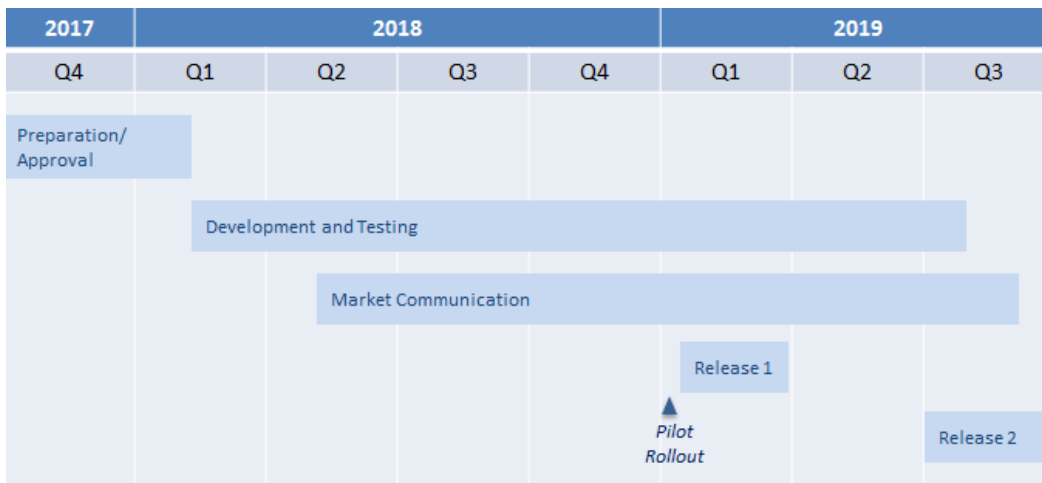 2017 2018 2019
Q4 Q1 Q2 Q3 Q4 Q1 Q2 Q3
Preparation/
Approval
Development and Testing
Market Communication
Release 1
Pilot
Rollout
Release 2